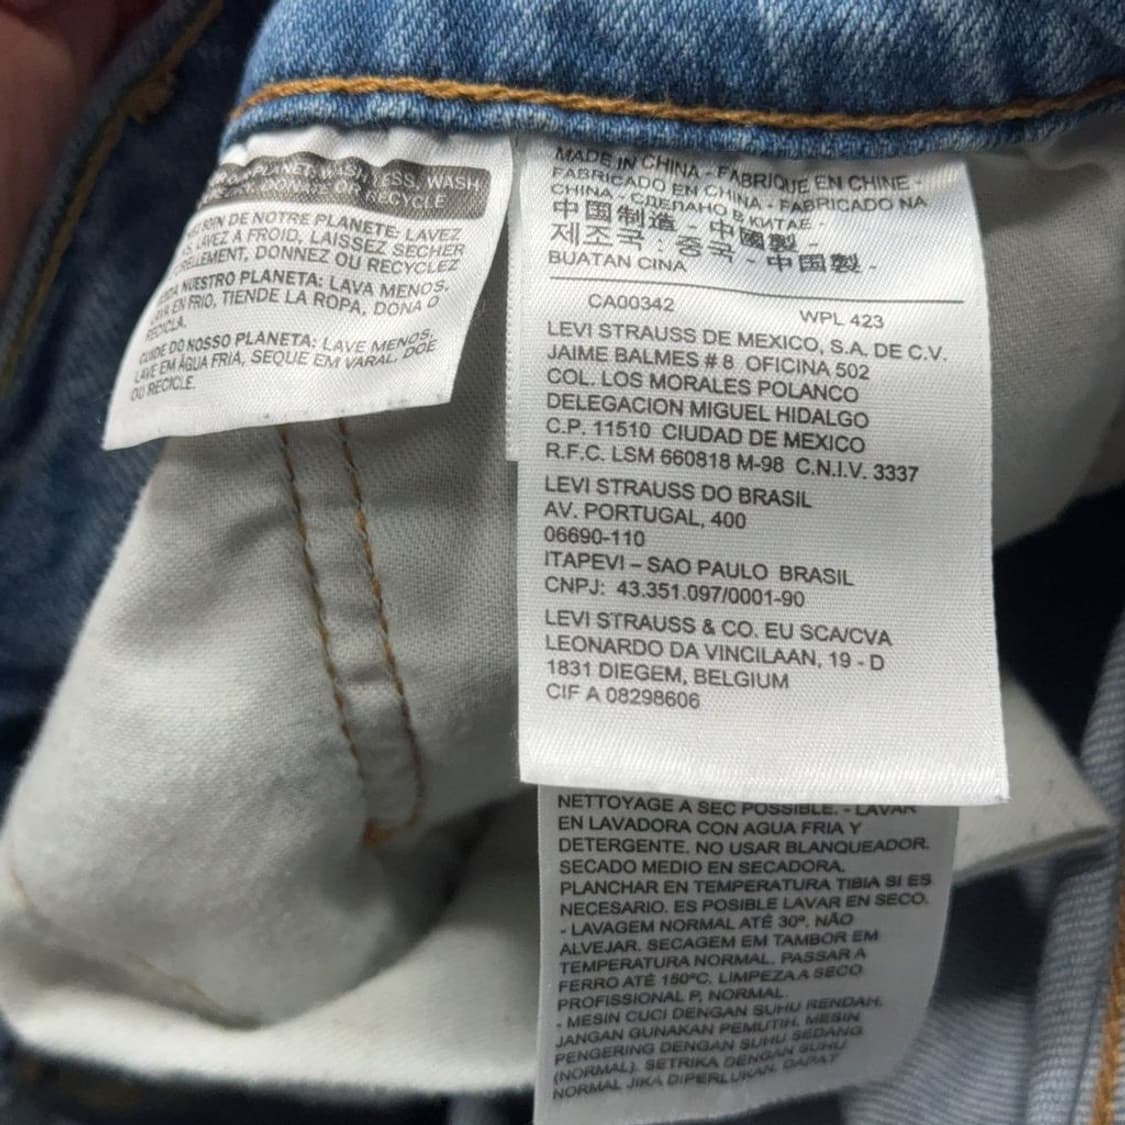 PLANET: WASH LESS, WASH
DONATE OR RECYCLE
SOIN DE NOTRE PLANETE: LAVEZ
LAVEZ A FROID, LAISSEZ SECHER
DONNEZ OU RECYCLEZ
NUESTRO PLANETA: LAVA MENOS,
EN FRIO, TIENDE LA ROPA, DONA O
RECICLA.
CUIDE DO NOSSO PLANETA: LAVE MENOS,
LAVE EM ÁGUA FRIA, SEQUE EM VARAL, DOE
OU RECICLE.
MADE IN CHINA - FABRIQUE EN CHINE -
FABRICADO EN CHINA - FABRICADO NA
CHINA - СДЕЛАНО В КИТАЕ -
中国制造 - 中國製 -
제조국 : 중국 - 中国製 -
BUATAN CINA
CA00342 WPL 423
LEVI STRAUSS DE MEXICO, S.A. DE C.V.
JAIME BALMES # 8 OFICINA 502
COL. LOS MORALES POLANCO
DELEGACION MIGUEL HIDALGO
C.P. 11510 CIUDAD DE MEXICO
R.F.C. LSM 660818 M-98 C.N.I.V. 3337
LEVI STRAUSS DO BRASIL
AV. PORTUGAL, 400
06690-110
ITAPEVI – SAO PAULO BRASIL
CNPJ: 43.351.097/0001-90
LEVI STRAUSS & CO. EU SCA/CVA
LEONARDO DA VINCILAAN, 19 - D
1831 DIEGEM, BELGIUM
CIF A 08298606
NETTOYAGE A SEC POSSIBLE. - LAVAR
EN LAVADORA CON AGUA FRIA Y
DETERGENTE. NO USAR BLANQUEADOR.
SECADO MEDIO EN SECADORA.
PLANCHAR EN TEMPERATURA TIBIA SI ES
NECESARIO. ES POSIBLE LAVAR EN SECO.
- LAVAGEM NORMAL ATÉ 30º. NÃO
ALVEJAR. SECAGEM EM TAMBOR EM
TEMPERATURA NORMAL. PASSAR A
FERRO ATÉ 150ºC. LIMPEZA A SECO
PROFISSIONAL P, NORMAL.
- MESIN CUCI DENGAN SUHU RENDAH.
JANGAN GUNAKAN PEMUTIH. MESIN
PENGERING DENGAN SUHU SEDANG
(NORMAL). SETRIKA DENGAN SUHU
NORMAL JIKA DIPERLUKAN. DAPAT